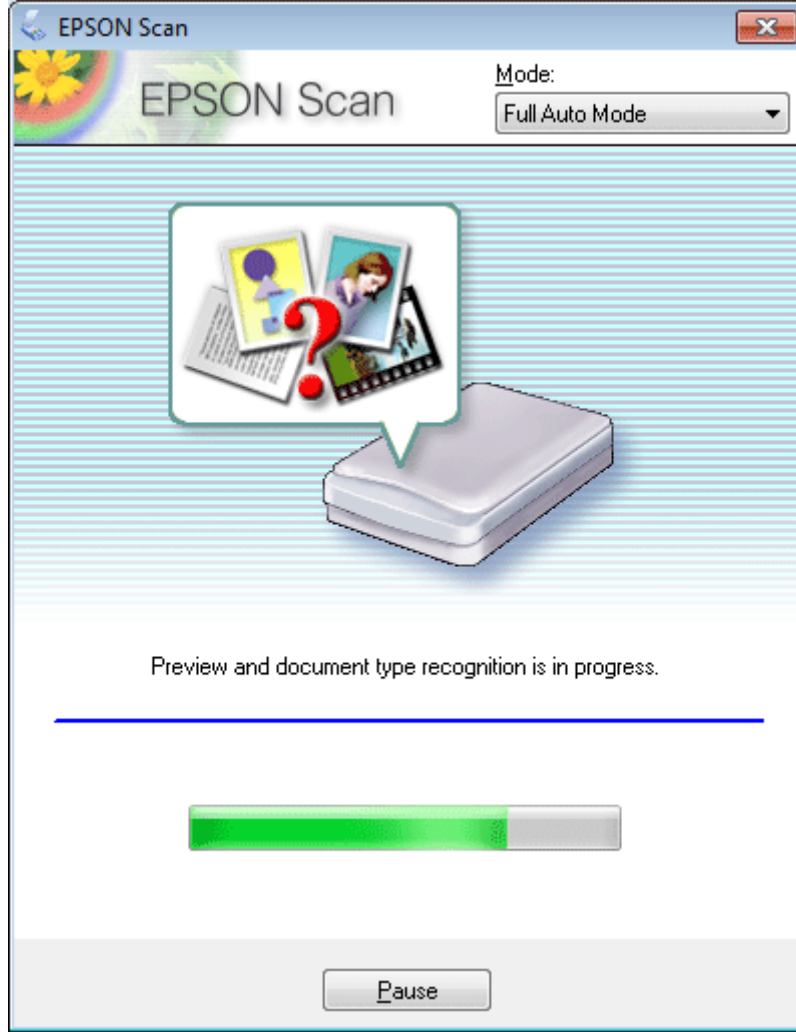 EPSON Scan
EPSON Scan
Mode:
Full Auto Mode
?
Preview and document type recognition is in progress.
Pause